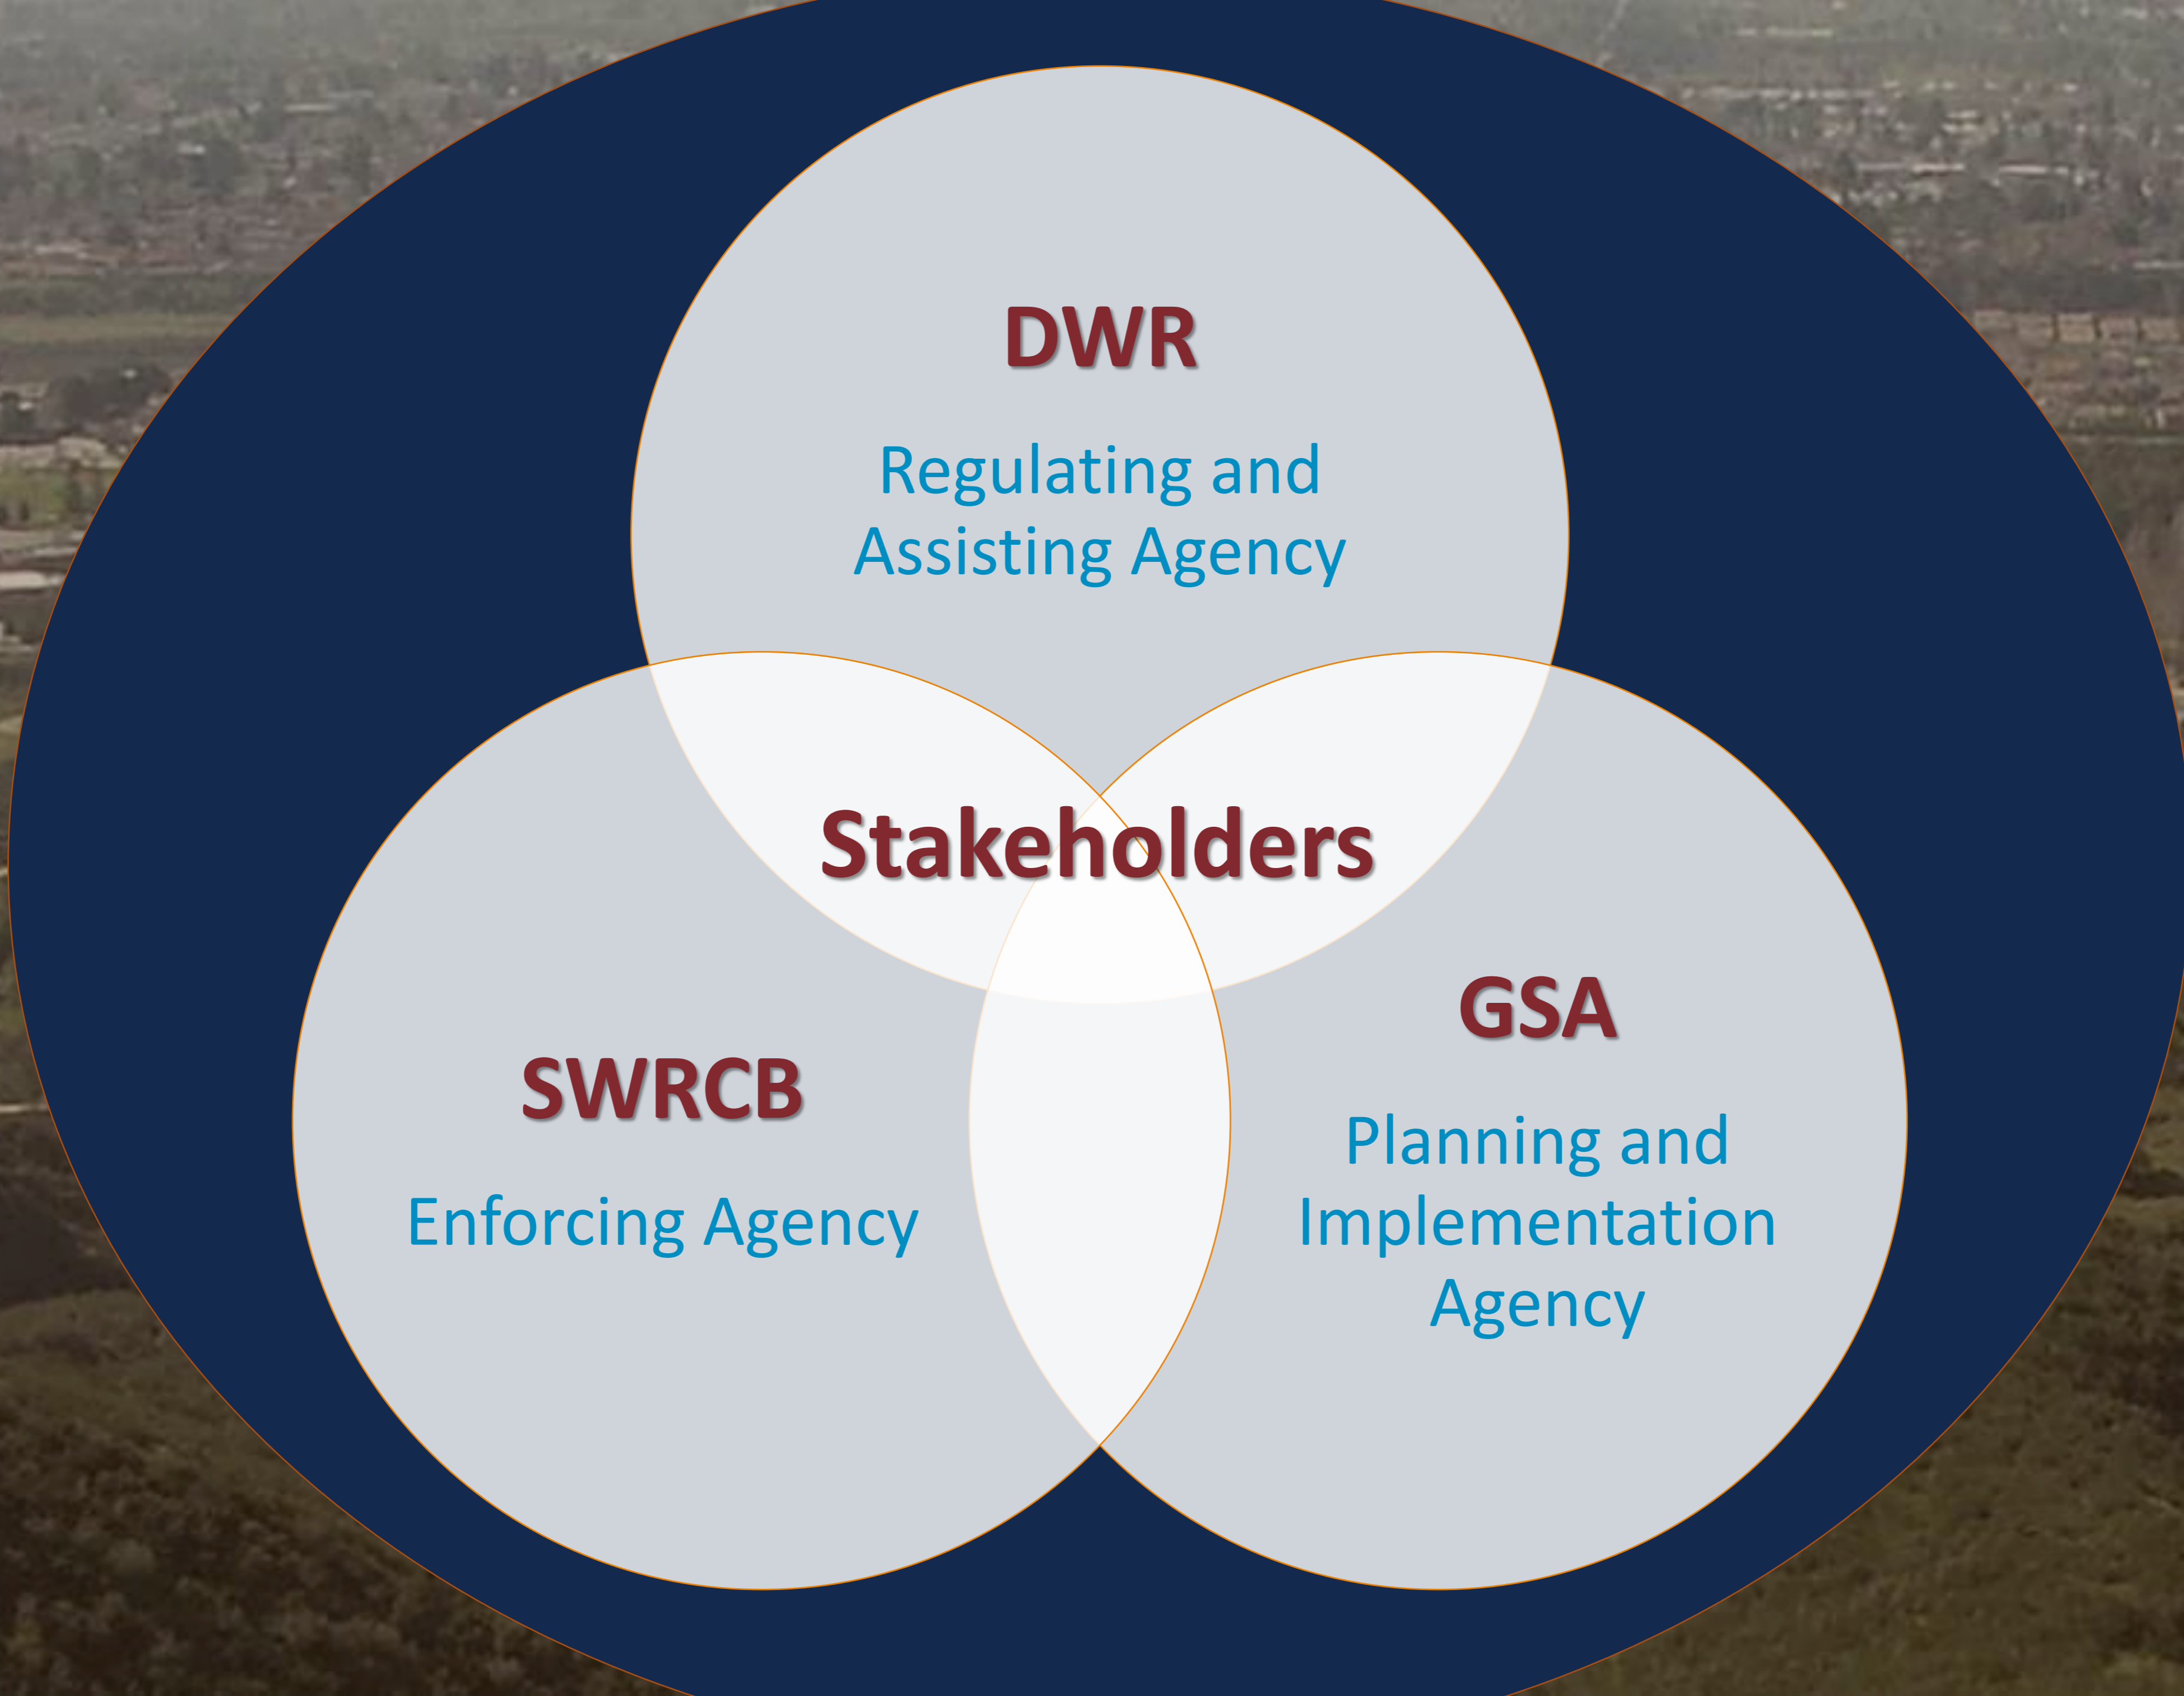 DWR
Regulating and
Assisting Agency
Stakeholders
SWRCB
Enforcing Agency
GSA
Planning and
Implementation
Agency